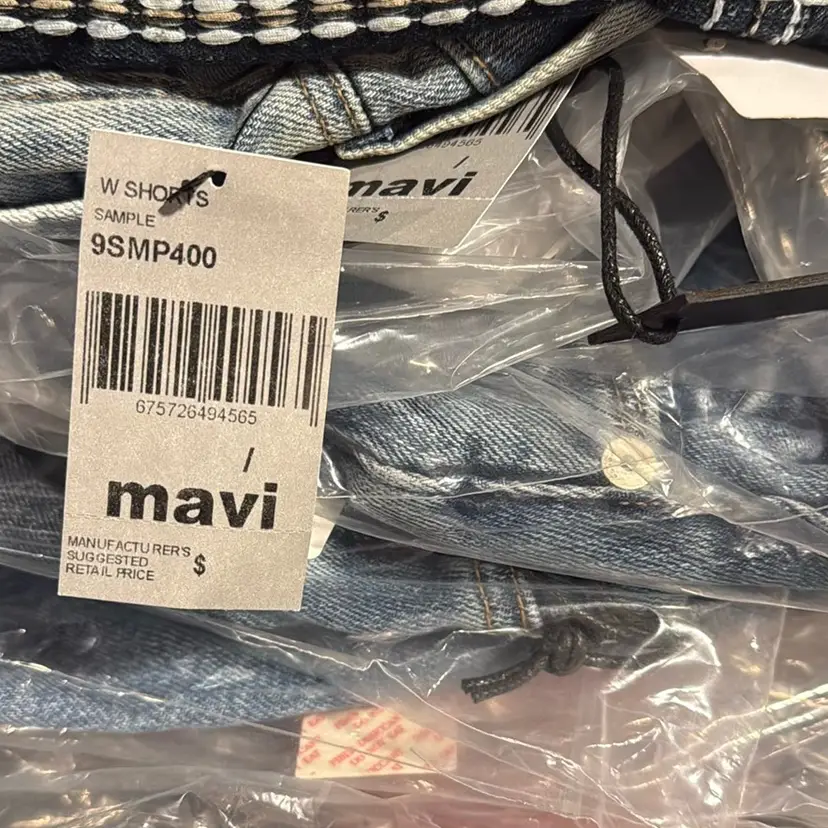 W SHORTS
SAMPLE
9SMP400
675726494565
/
mavi
MANUFACTURER'S
SUGGESTED
RETAIL PRICE $
mavi
$